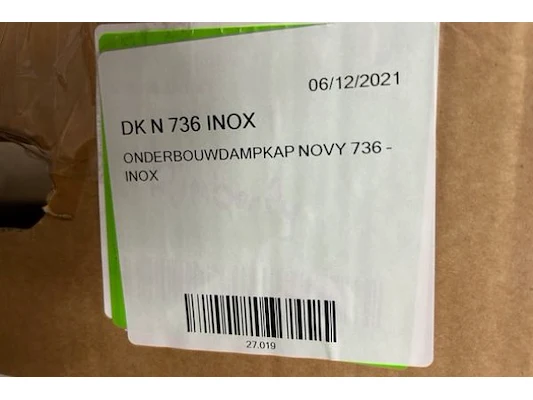 06/12/2021
DK N 736 INOX
ONDERBOUWDAMPKAP NOVY 736 -
INOX
27.019